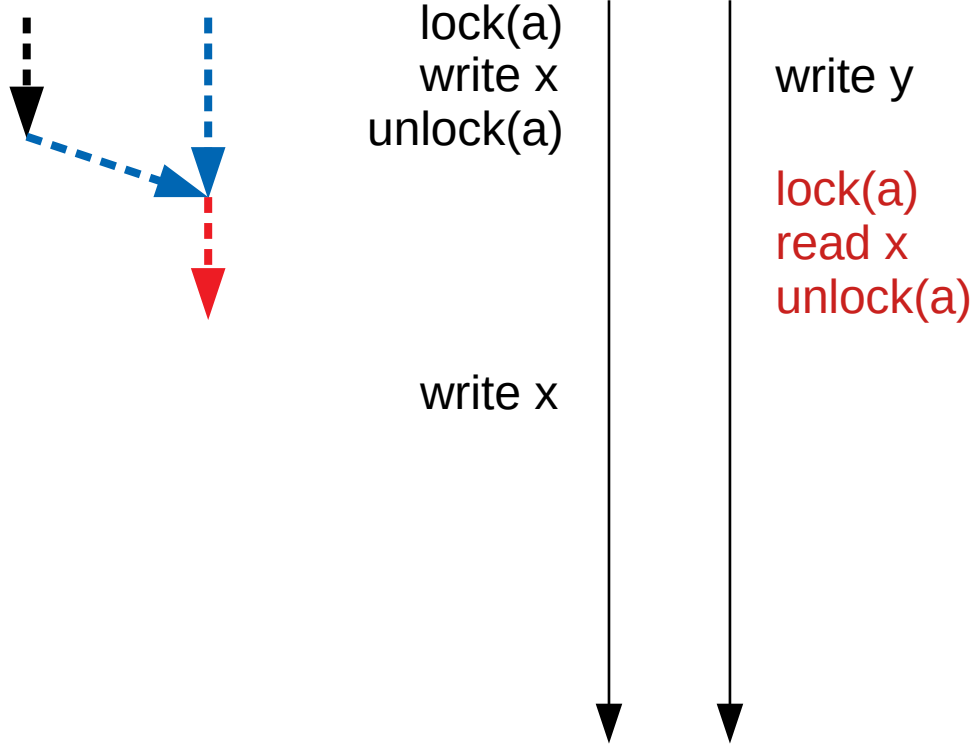 lock(a)
write x
unlock(a)
write x
write y
lock(a)
read x
unlock(a)